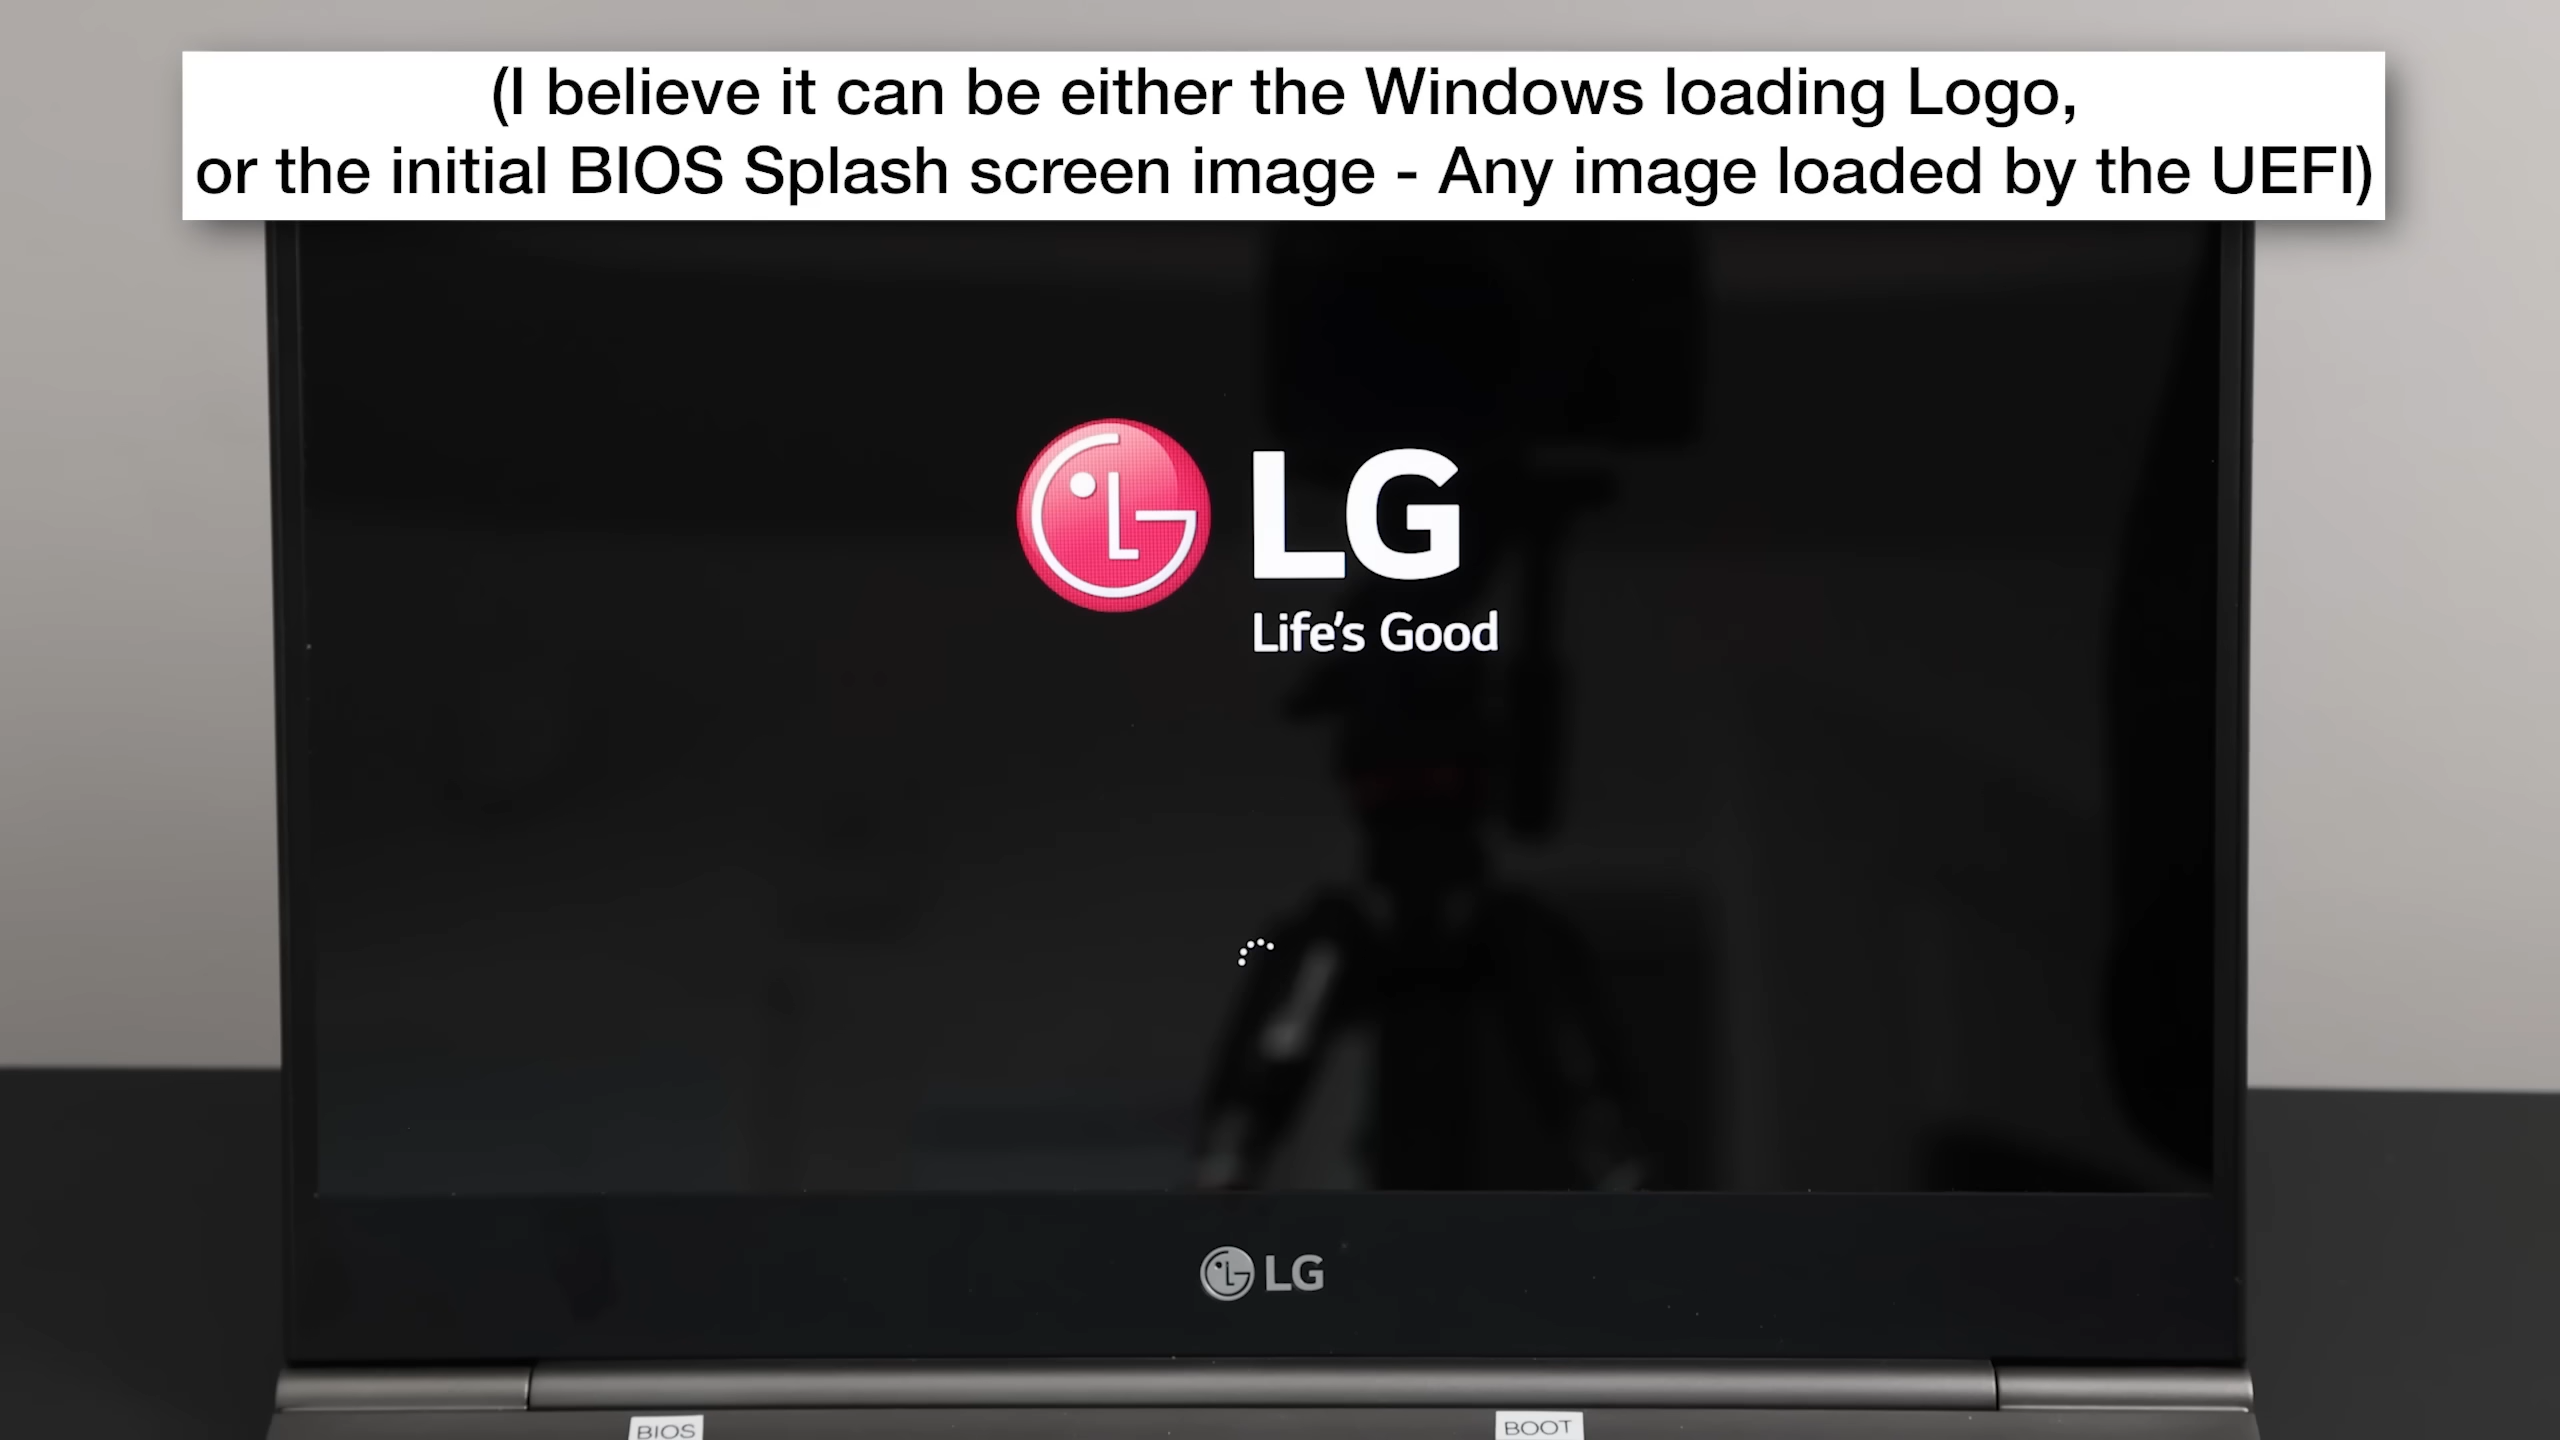 (I believe it can be either the Windows loading Logo,
or the initial BIOS Splash screen image - Any image loaded by the UEFI)
LG
Life's Good
LG
BIOS
BOOT